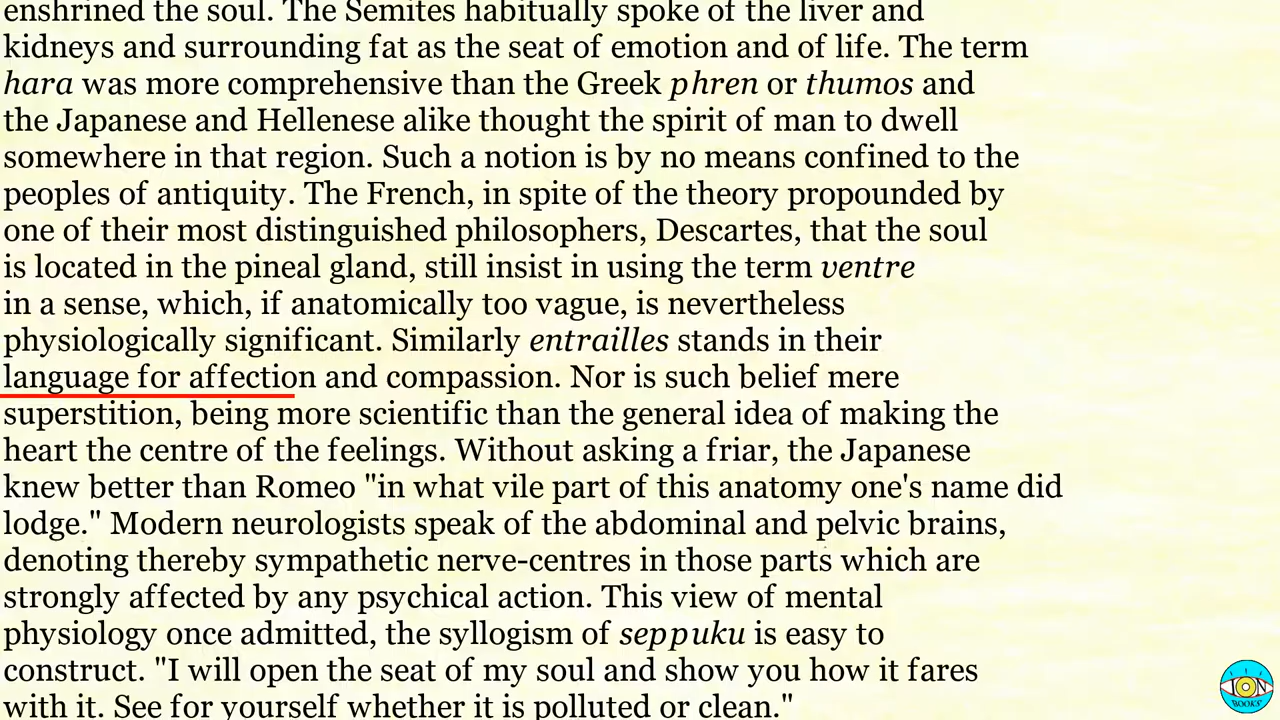 enshrined the soul. The Semites habitually spoke of the liver and
kidneys and surrounding fat as the seat of emotion and of life. The term
hara was more comprehensive than the Greek phren or thumos and
the Japanese and Hellenese alike thought the spirit of man to dwell
somewhere in that region. Such a notion is by no means confined to the
peoples of antiquity. The French, in spite of the theory propounded by
one of their most distinguished philosophers, Descartes, that the soul
is located in the pineal gland, still insist in using the term ventre
in a sense, which, if anatomically too vague, is nevertheless
physiologically significant. Similarly entrailles stands in their
language for affection and compassion. Nor is such belief mere
superstition, being more scientific than the general idea of making the
heart the centre of the feelings. Without asking a friar, the Japanese
knew better than Romeo "in what vile part of this anatomy one's name did
lodge." Modern neurologists speak of the abdominal and pelvic brains,
denoting thereby sympathetic nerve-centres in those parts which are
strongly affected by any psychical action. This view of mental
physiology once admitted, the syllogism of seppuku is easy to
construct. "I will open the seat of my soul and show you how it fares
with it. See for yourself whether it is polluted or clean."
ION
BOOKS